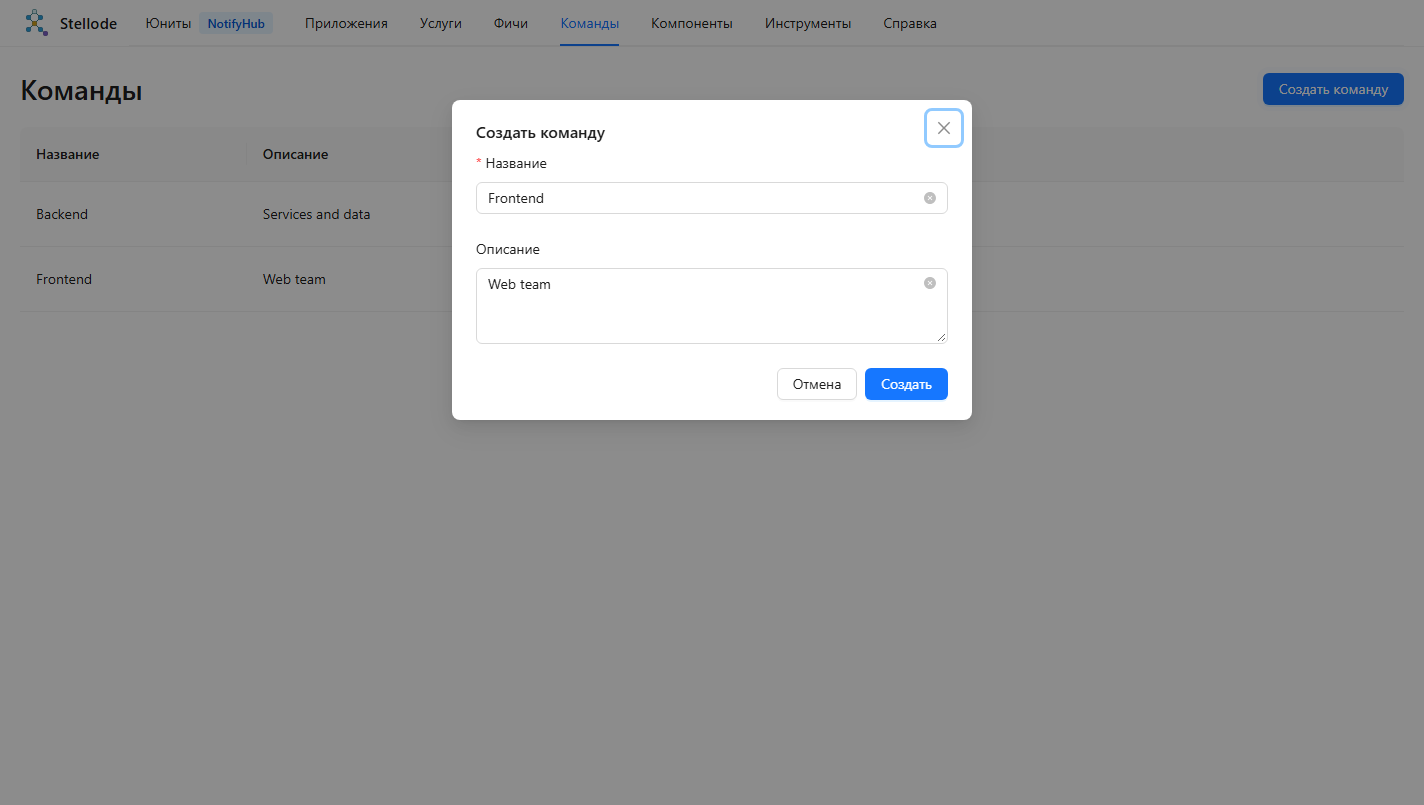 Stellode Юниты NotifyHub Приложения Услуги Фичи Команды Компоненты Инструменты Справка
Команды Создать команду
Название Описание
Backend Services and data
Frontend Web team
Создать команду
* Название
Frontend
Описание
Web team
Отмена Создать